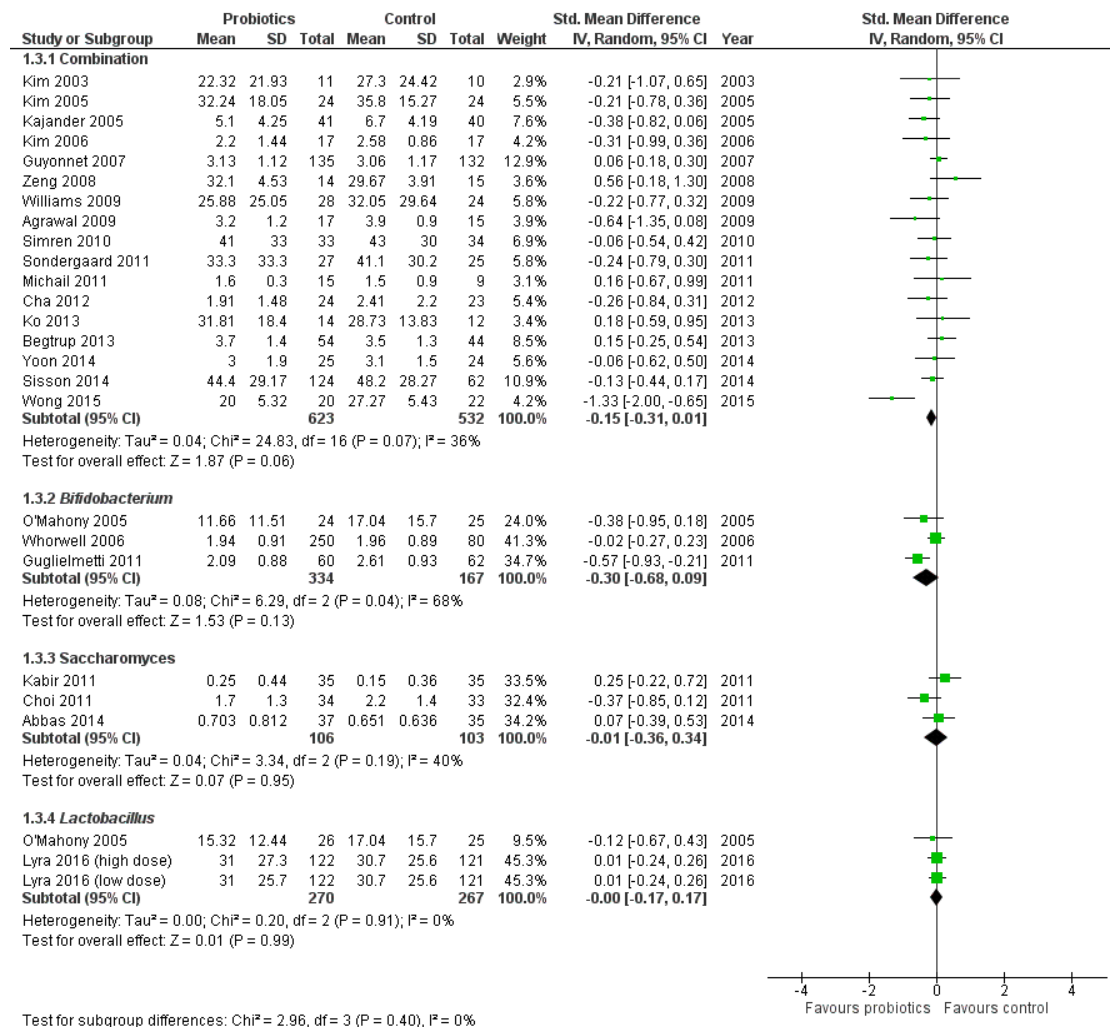 Probiotics Control Std. Mean Difference Std. Mean Difference
Study or Subgroup Mean SD Total Mean SD Total Weight IV, Random, 95% CI Year IV, Random, 95% CI
1.3.1 Combination
Kim 2003 22.32 21.93 11 27.3 24.42 10 2.9% -0.21 [-1.07, 0.65] 2003
Kim 2005 32.24 18.05 24 35.8 15.27 24 5.5% -0.21 [-0.78, 0.36] 2005
Kajander 2005 5.1 4.25 41 6.7 4.19 40 7.6% -0.38 [-0.82, 0.06] 2005
Kim 2006 2.2 1.44 17 2.58 0.86 17 4.2% -0.31 [-0.99, 0.36] 2006
Guyonnet 2007 3.13 1.12 135 3.06 1.17 132 12.9% 0.06 [-0.18, 0.30] 2007
Zeng 2008 32.1 4.53 14 29.67 3.91 15 3.6% 0.56 [-0.18, 1.30] 2008
Williams 2009 25.88 25.05 28 32.05 29.64 24 5.8% -0.22 [-0.77, 0.32] 2009
Agrawal 2009 3.2 1.2 17 3.9 0.9 15 3.9% -0.64 [-1.35, 0.08] 2009
Simren 2010 41 33 33 43 30 34 6.8% -0.06 [-0.54, 0.42] 2010
Sondergaard 2011 33.3 33.3 27 41.1 30.2 25 5.8% -0.24 [-0.79, 0.30] 2011
Michail 2011 1.6 0.3 15 1.5 0.9 9 3.1% 0.16 [-0.67, 0.99] 2011
Cha 2012 1.91 1.48 24 2.41 2.2 23 5.4% -0.26 [-0.84, 0.31] 2012
Ko 2013 31.81 18.4 14 28.73 13.83 12 3.4% 0.18 [-0.59, 0.95] 2013
Begtrup 2013 3.7 1.4 54 3.5 1.3 44 8.5% 0.15 [-0.25, 0.54] 2013
Yoon 2014 3 1.9 25 3.1 1.5 24 5.6% -0.06 [-0.62, 0.50] 2014
Sisson 2014 44.4 29.17 124 48.2 28.27 62 10.9% -0.13 [-0.44, 0.17] 2014
Wong 2015 20 5.32 20 27.27 5.43 22 4.2% -1.33 [-2.00, -0.65] 2015
Subtotal (95% CI) 623 532 100.0% -0.15 [-0.31, 0.01]
Heterogeneity: Tau² = 0.04; Chi² = 24.83, df = 16 (P = 0.07); I² = 36%
Test for overall effect: Z = 1.87 (P = 0.06)
1.3.2 Bifidobacterium
O'Mahony 2005 11.66 11.51 24 17.04 15.7 25 24.0% -0.38 [-0.95, 0.18] 2005
Whorwell 2006 1.94 0.91 250 1.96 0.89 80 41.3% -0.02 [-0.27, 0.23] 2006
Guglielmetti 2011 2.09 0.88 60 2.61 0.93 62 34.7% -0.57 [-0.93, -0.21] 2011
Subtotal (95% CI) 334 167 100.0% -0.30 [-0.68, 0.09]
Heterogeneity: Tau² = 0.08; Chi² = 6.29, df = 2 (P = 0.04); I² = 68%
Test for overall effect: Z = 1.53 (P = 0.13)
1.3.3 Saccharomyces
Kabir 2011 0.25 0.44 35 0.15 0.36 35 33.5% 0.25 [-0.22, 0.72] 2011
Choi 2011 1.7 1.3 34 2.2 1.4 33 32.4% -0.37 [-0.85, 0.12] 2011
Abbas 2014 0.703 0.812 37 0.651 0.636 35 34.2% 0.07 [-0.39, 0.53] 2014
Subtotal (95% CI) 106 103 100.0% -0.01 [-0.36, 0.34]
Heterogeneity: Tau² = 0.04; Chi² = 3.34, df = 2 (P = 0.19); I² = 40%
Test for overall effect: Z = 0.07 (P = 0.95)
1.3.4 Lactobacillus
O'Mahony 2005 15.32 12.44 26 17.04 15.7 25 9.5% -0.12 [-0.67, 0.43] 2005
Lyra 2016 (high dose) 31 27.3 122 30.7 25.6 121 45.3% 0.01 [-0.24, 0.26] 2016
Lyra 2016 (low dose) 31 25.7 122 30.7 25.6 121 45.3% 0.01 [-0.24, 0.26] 2016
Subtotal (95% CI) 270 267 100.0% -0.00 [-0.17, 0.17]
Heterogeneity: Tau² = 0.00; Chi² = 0.20, df = 2 (P = 0.91); I² = 0%
Test for overall effect: Z = 0.01 (P = 0.99)
-4 -2 0 2 4
Favours probiotics Favours control
Test for subgroup differences: Chi² = 2.96, df = 3 (P = 0.40), I² = 0%